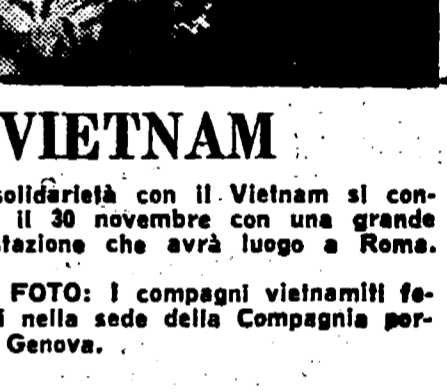 VIETNAM
solidarietà con il Vietnam si con-
il 30 novembre con una grande
stazione che avrà luogo a Roma.
FOTO: I compagni vietnamiti fe-
i nella sede della Compagnia por-
Genova.